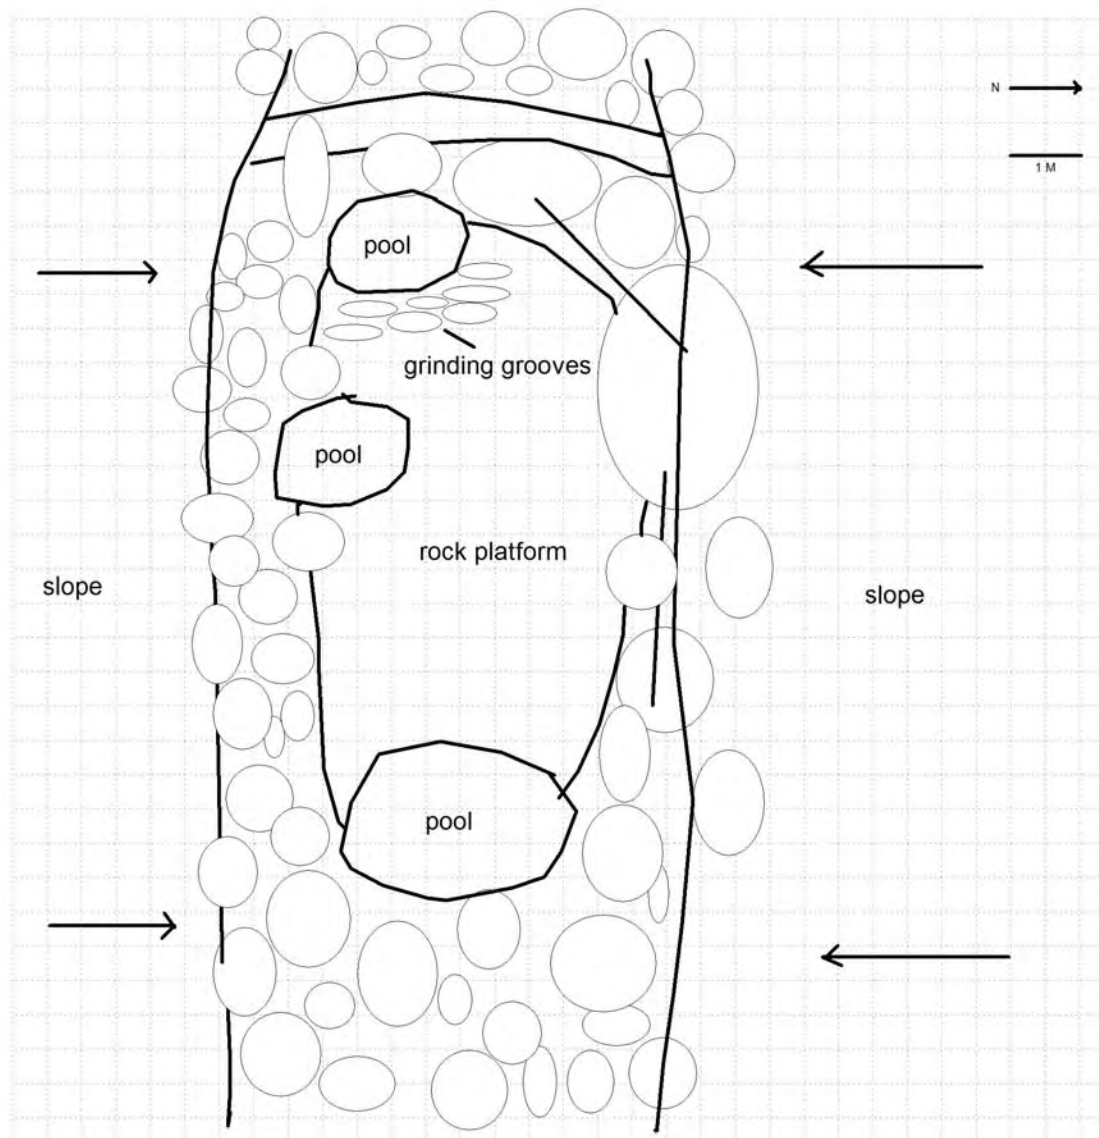 N
1 M
pool
grinding grooves
pool
rock platform
slope
slope
pool